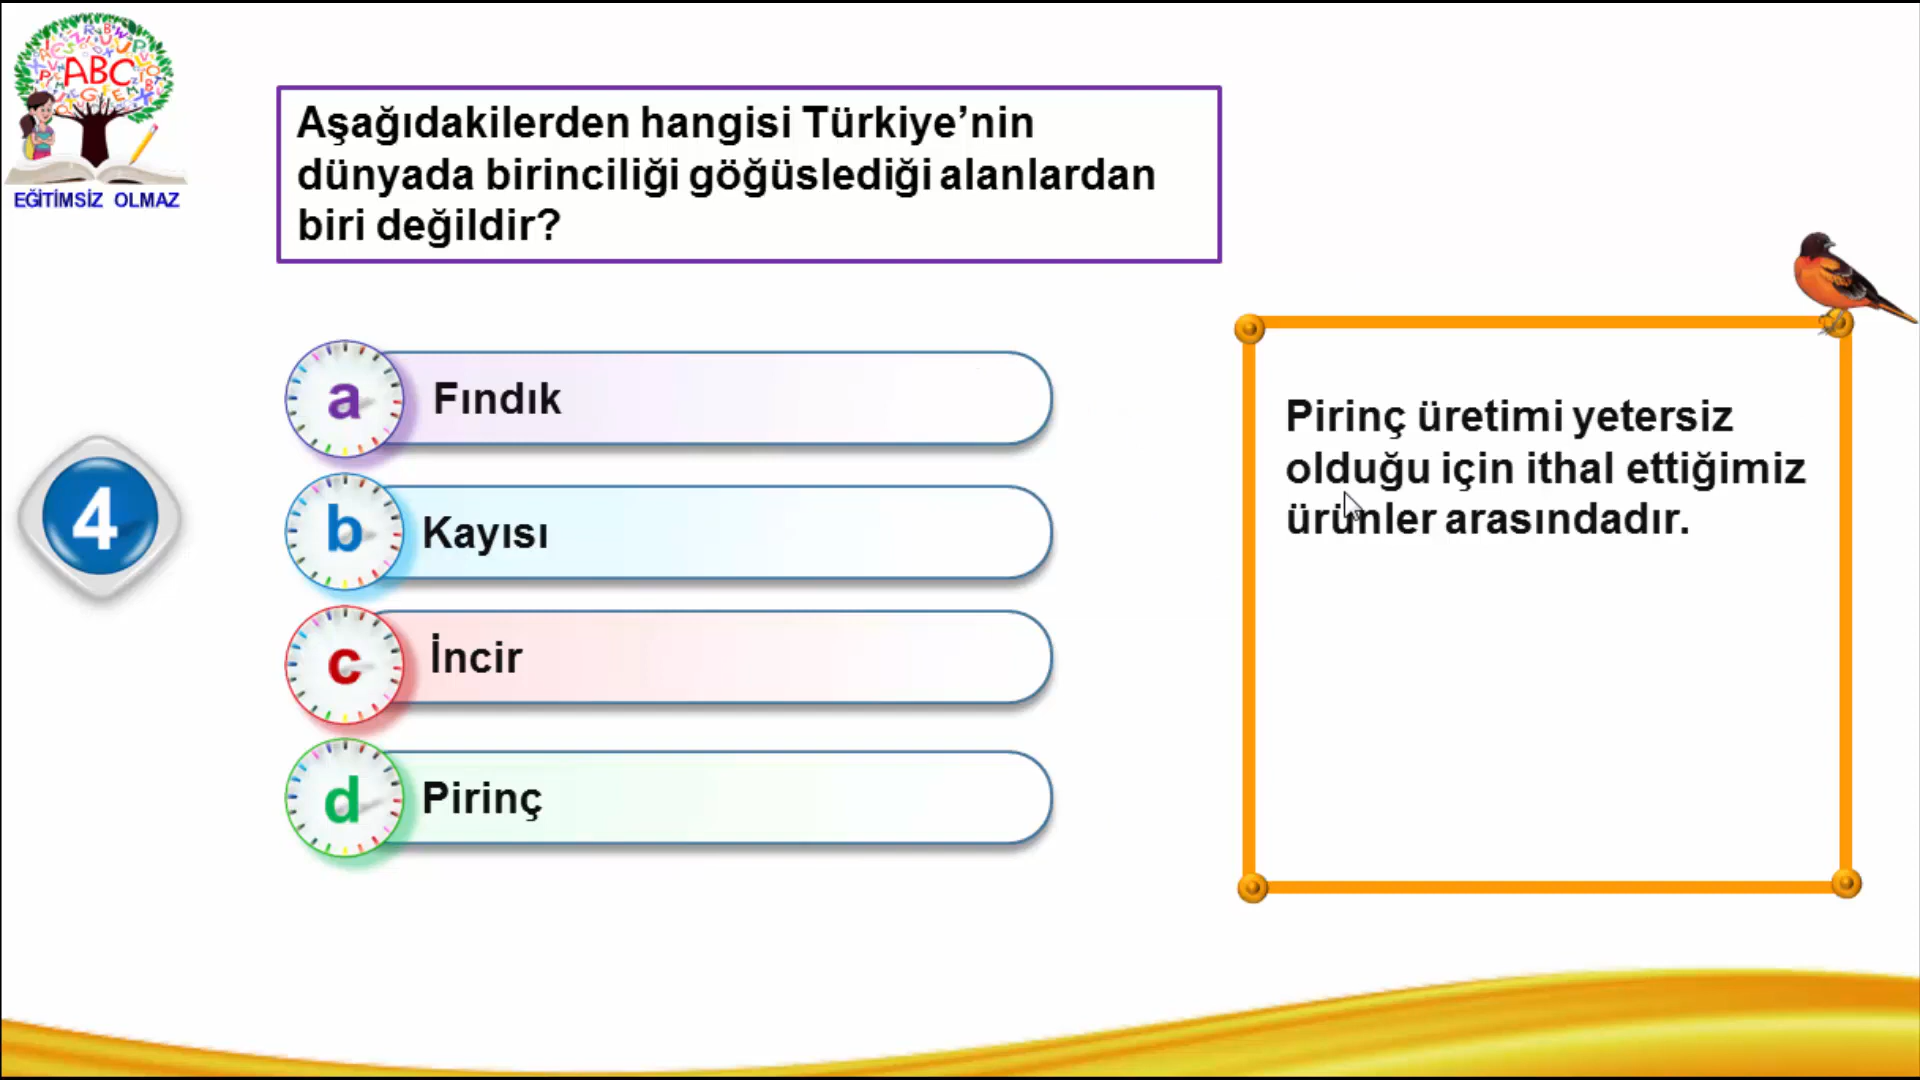 ABC
EĞİTİMSİZ OLMAZ
Aşağıdakilerden hangisi Türkiye’nin
dünyada birinciliği göğüslediği alanlardan
biri değildir?
4
a Fındık
b Kayısı
c İncir
d Pirinç
Pirinç üretimi yetersiz
olduğu için ithal ettiğimiz
ürünler arasındadır.